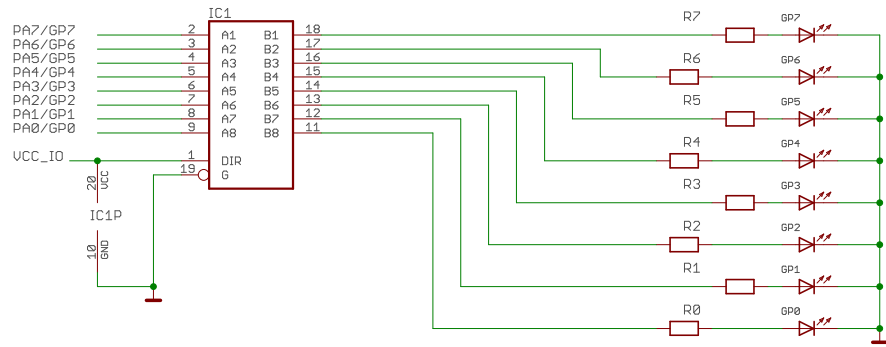 IC1
R7 GP7
PA7/GP7 2 A1 B1 18
PA6/GP6 3 A2 B2 17
PA5/GP5 4 A3 B3 16
R6 GP6
PA4/GP4 5 A4 B4 15
PA3/GP3 6 A5 B5 14
PA2/GP2 7 A6 B6 13
R5 GP5
PA1/GP1 8 A7 B7 12
PA0/GP0 9 A8 B8 11
R4 GP4
VCC_IO 1 DIR
19 G
20 VCC
R3 GP3
IC1P
R2 GP2
10 GND
R1 GP1
R0 GP0